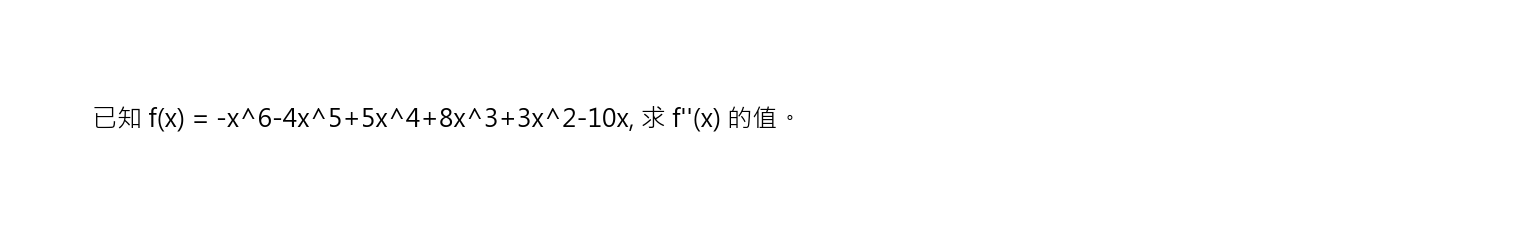 已知 f(x) = -x^6-4x^5+5x^4+8x^3+3x^2-10x, 求 f''(x) 的值。